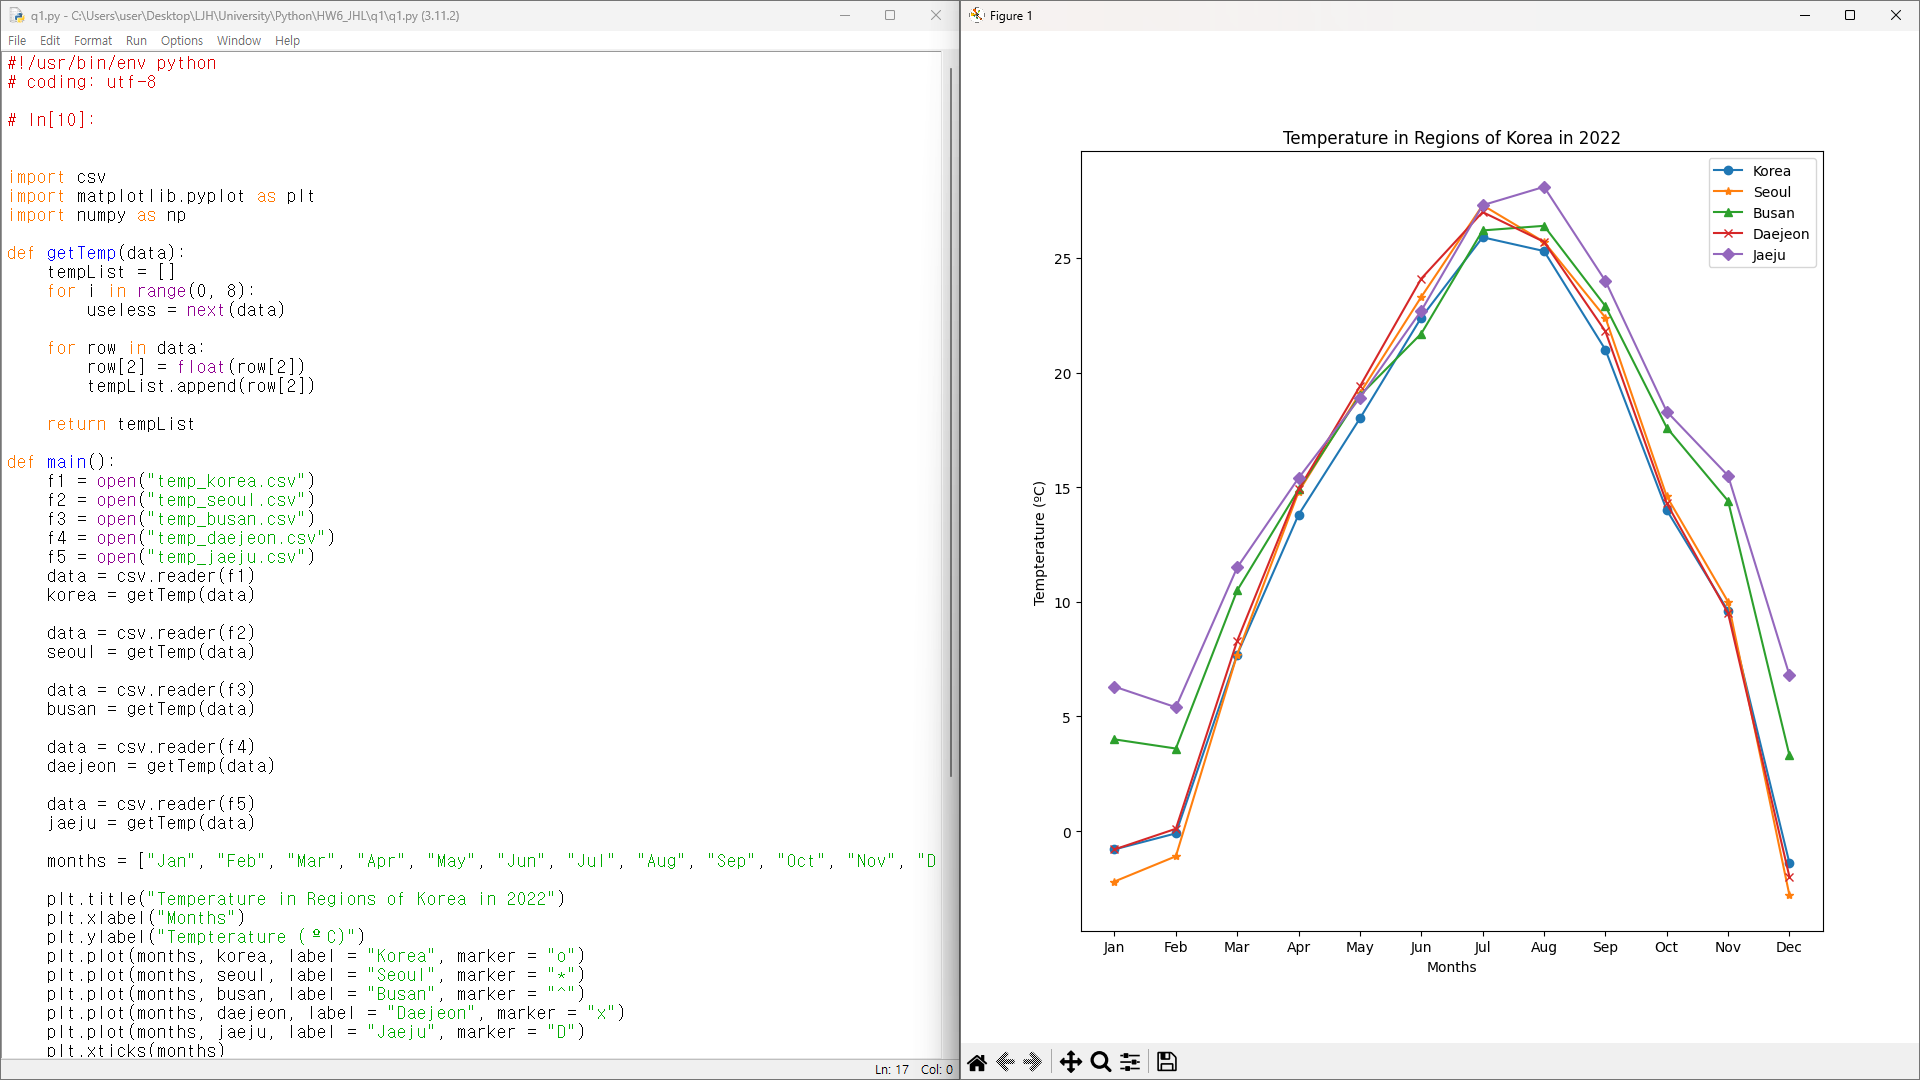 q1.py - C:\Users\user\Desktop\LJH\University\Python\HW6_JHL\q1\q1.py (3.11.2)
File Edit Format Run Options Window Help
#!/usr/bin/env python
# coding: utf-8
# In[10]:
import csv
import matplotlib.pyplot as plt
import numpy as np
def getTemp(data):
    tempList = []
    for i in range(0, 8):
        useless = next(data)
    for row in data:
        row[2] = float(row[2])
        tempList.append(row[2])
    return tempList
def main():
    f1 = open("temp_korea.csv")
    f2 = open("temp_seoul.csv")
    f3 = open("temp_busan.csv")
    f4 = open("temp_daejeon.csv")
    f5 = open("temp_jaeju.csv")
    data = csv.reader(f1)
    korea = getTemp(data)
    data = csv.reader(f2)
    seoul = getTemp(data)
    data = csv.reader(f3)
    busan = getTemp(data)
    data = csv.reader(f4)
    daejeon = getTemp(data)
    data = csv.reader(f5)
    jaeju = getTemp(data)
    months = ["Jan", "Feb", "Mar", "Apr", "May", "Jun", "Jul", "Aug", "Sep", "Oct", "Nov", "D
    plt.title("Temperature in Regions of Korea in 2022")
    plt.xlabel("Months")
    plt.ylabel("Tempterature (ºC)")
    plt.plot(months, korea, label = "Korea", marker = "o")
    plt.plot(months, seoul, label = "Seoul", marker = "*")
    plt.plot(months, busan, label = "Busan", marker = "^")
    plt.plot(months, daejeon, label = "Daejeon", marker = "x")
    plt.plot(months, jaeju, label = "Jaeju", marker = "D")
    plt.xticks(months)
Ln: 17 Col: 0
Figure 1
Temperature in Regions of Korea in 2022
Korea
Seoul
Busan
Daejeon
Jaeju
25
20
15
10
5
0
Tempterature (ºC)
Jan Feb Mar Apr May Jun Jul Aug Sep Oct Nov Dec
Months